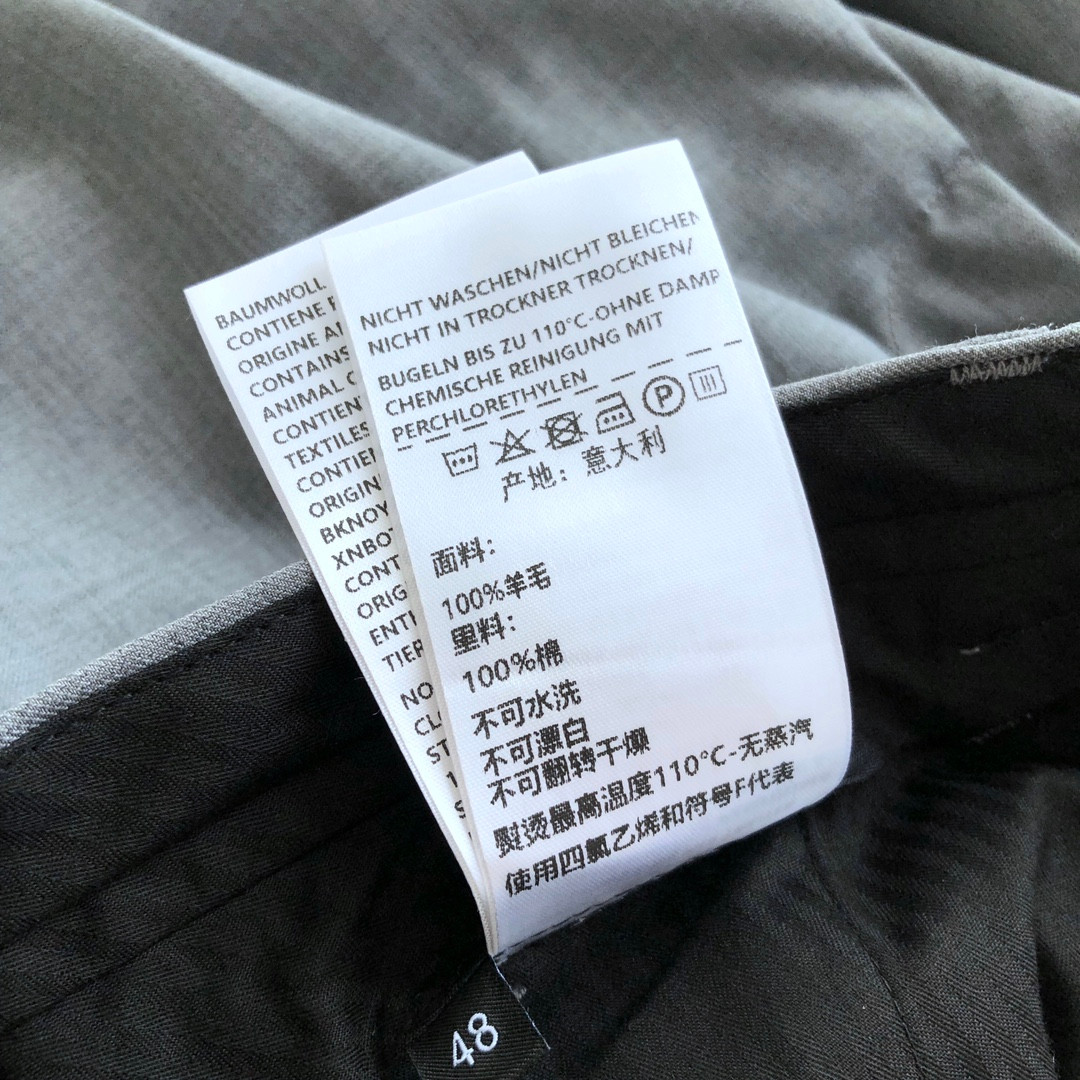 NICHT WASCHEN/NICHT BLEICHEN
NICHT IN TROCKNER TROCKNEN/
BUGELN BIS ZU 110°C-OHNE DAMP
CHEMISCHE REINIGUNG MIT
PERCHLORETHYLEN
P
产地：意大利
面料：
100%羊毛
里料：
100%棉
不可水洗
不可漂白
不可翻转干燥
熨烫最高温度110°C-无蒸汽
使用四氯乙烯和符号F代表
BAUMWOLL
CONTIENE
ORIGINE
CONTAINS
ANIMAL
CONTIEN
TEXTILES
CONTIEN
ORIGIN
BKNOY
XNBO
CONT
ORIG
ENTH
TIER
NO
CL
ST
48